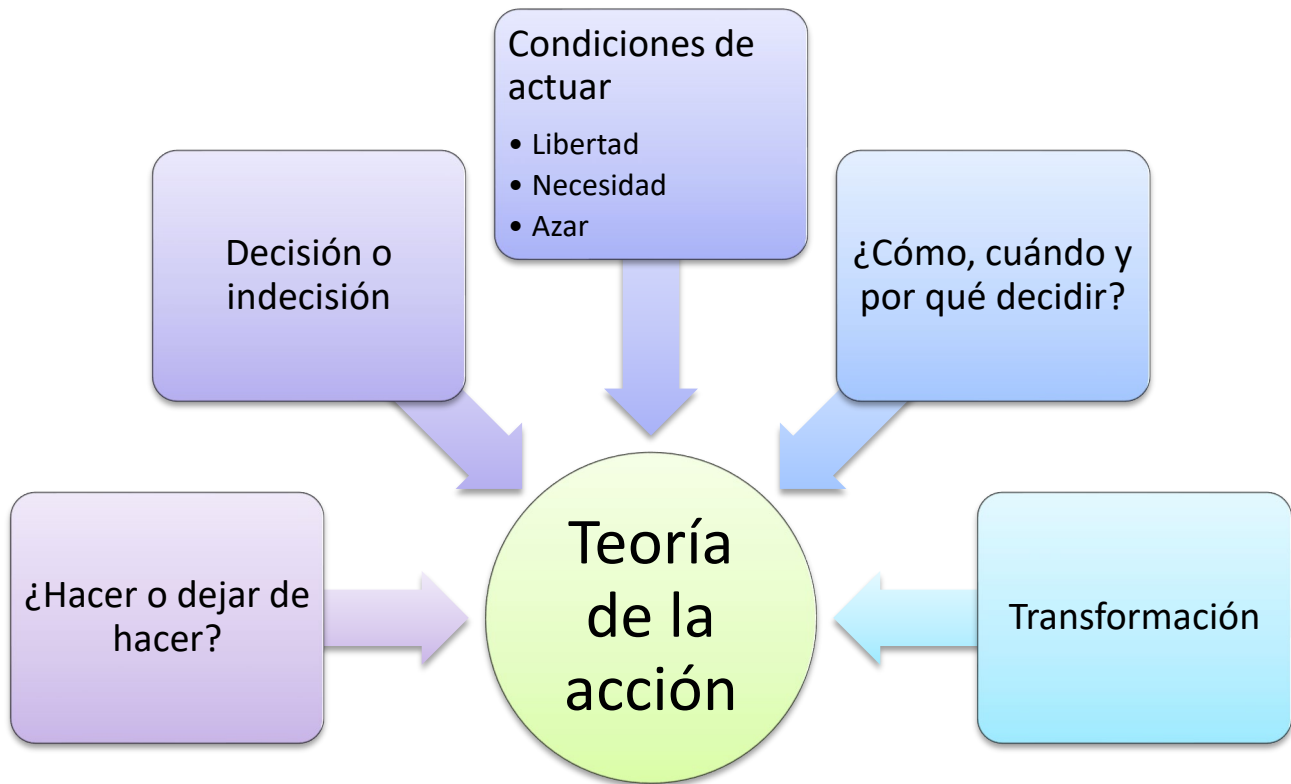 Condiciones de
actuar
• Libertad
• Necesidad
• Azar
Decisión o
indecisión
¿Cómo, cuándo y
por qué decidir?
¿Hacer o dejar de
hacer?
Teoría
de la
acción
Transformación